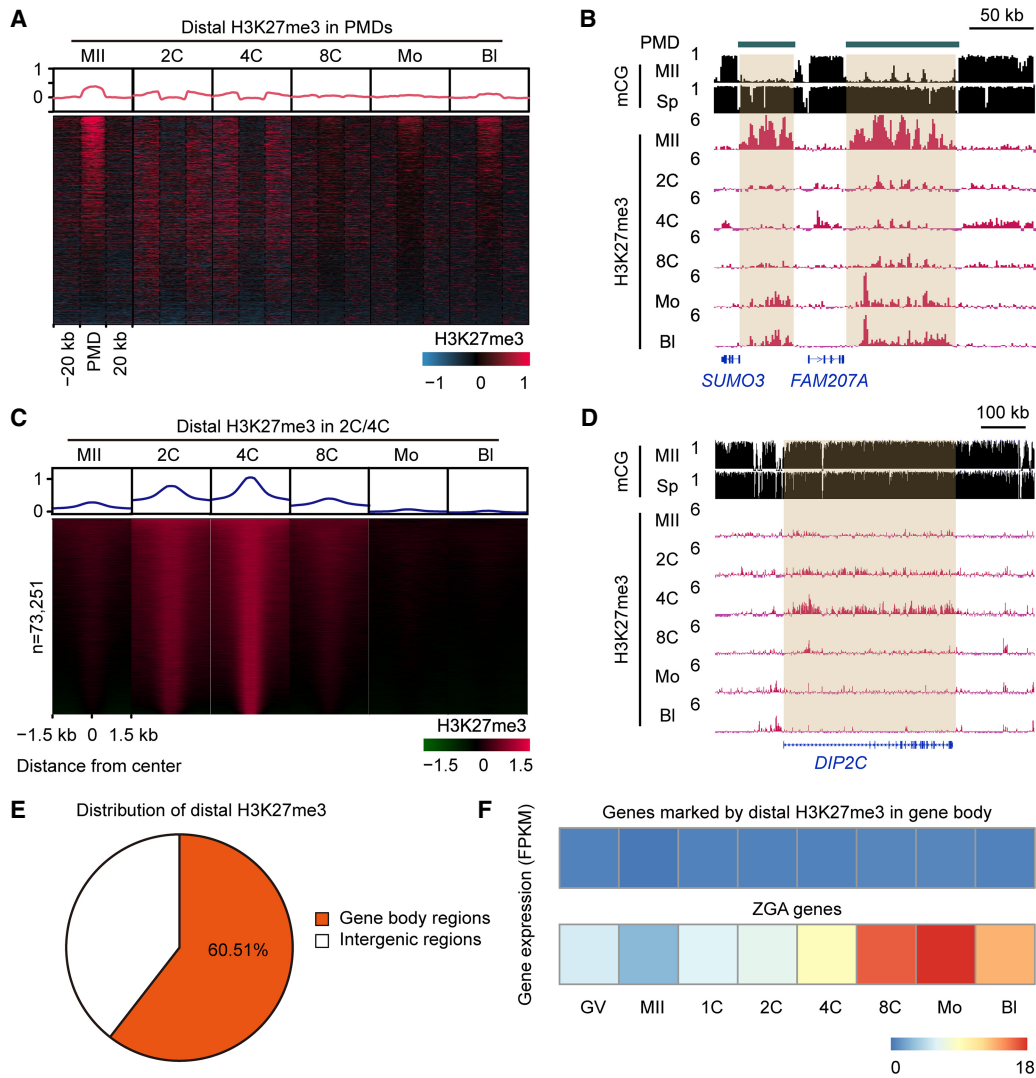 A
Distal H3K27me3 in PMDs
MII 2C 4C 8C Mo Bl
1
0
−20 kb
PMD
20 kb
H3K27me3
−1 0 1
B
50 kb
PMD
mCG
MII 1
Sp 1
H3K27me3
6
MII
6
2C
6
4C
6
8C
6
Mo
6
Bl
SUMO3 FAM207A
C
Distal H3K27me3 in 2C/4C
MII 2C 4C 8C Mo Bl
1
0
n=73,251
−1.5 kb 0 1.5 kb
Distance from center
H3K27me3
−1.5 0 1.5
D
100 kb
mCG
MII 1
Sp 1
H3K27me3
6
MII
6
2C
6
4C
6
8C
6
Mo
6
Bl
DIP2C
E
Distribution of distal H3K27me3
60.51%
Gene body regions
Intergenic regions
F
Gene expression (FPKM)
Genes marked by distal H3K27me3 in gene body
ZGA genes
GV MII 1C 2C 4C 8C Mo Bl
0 18